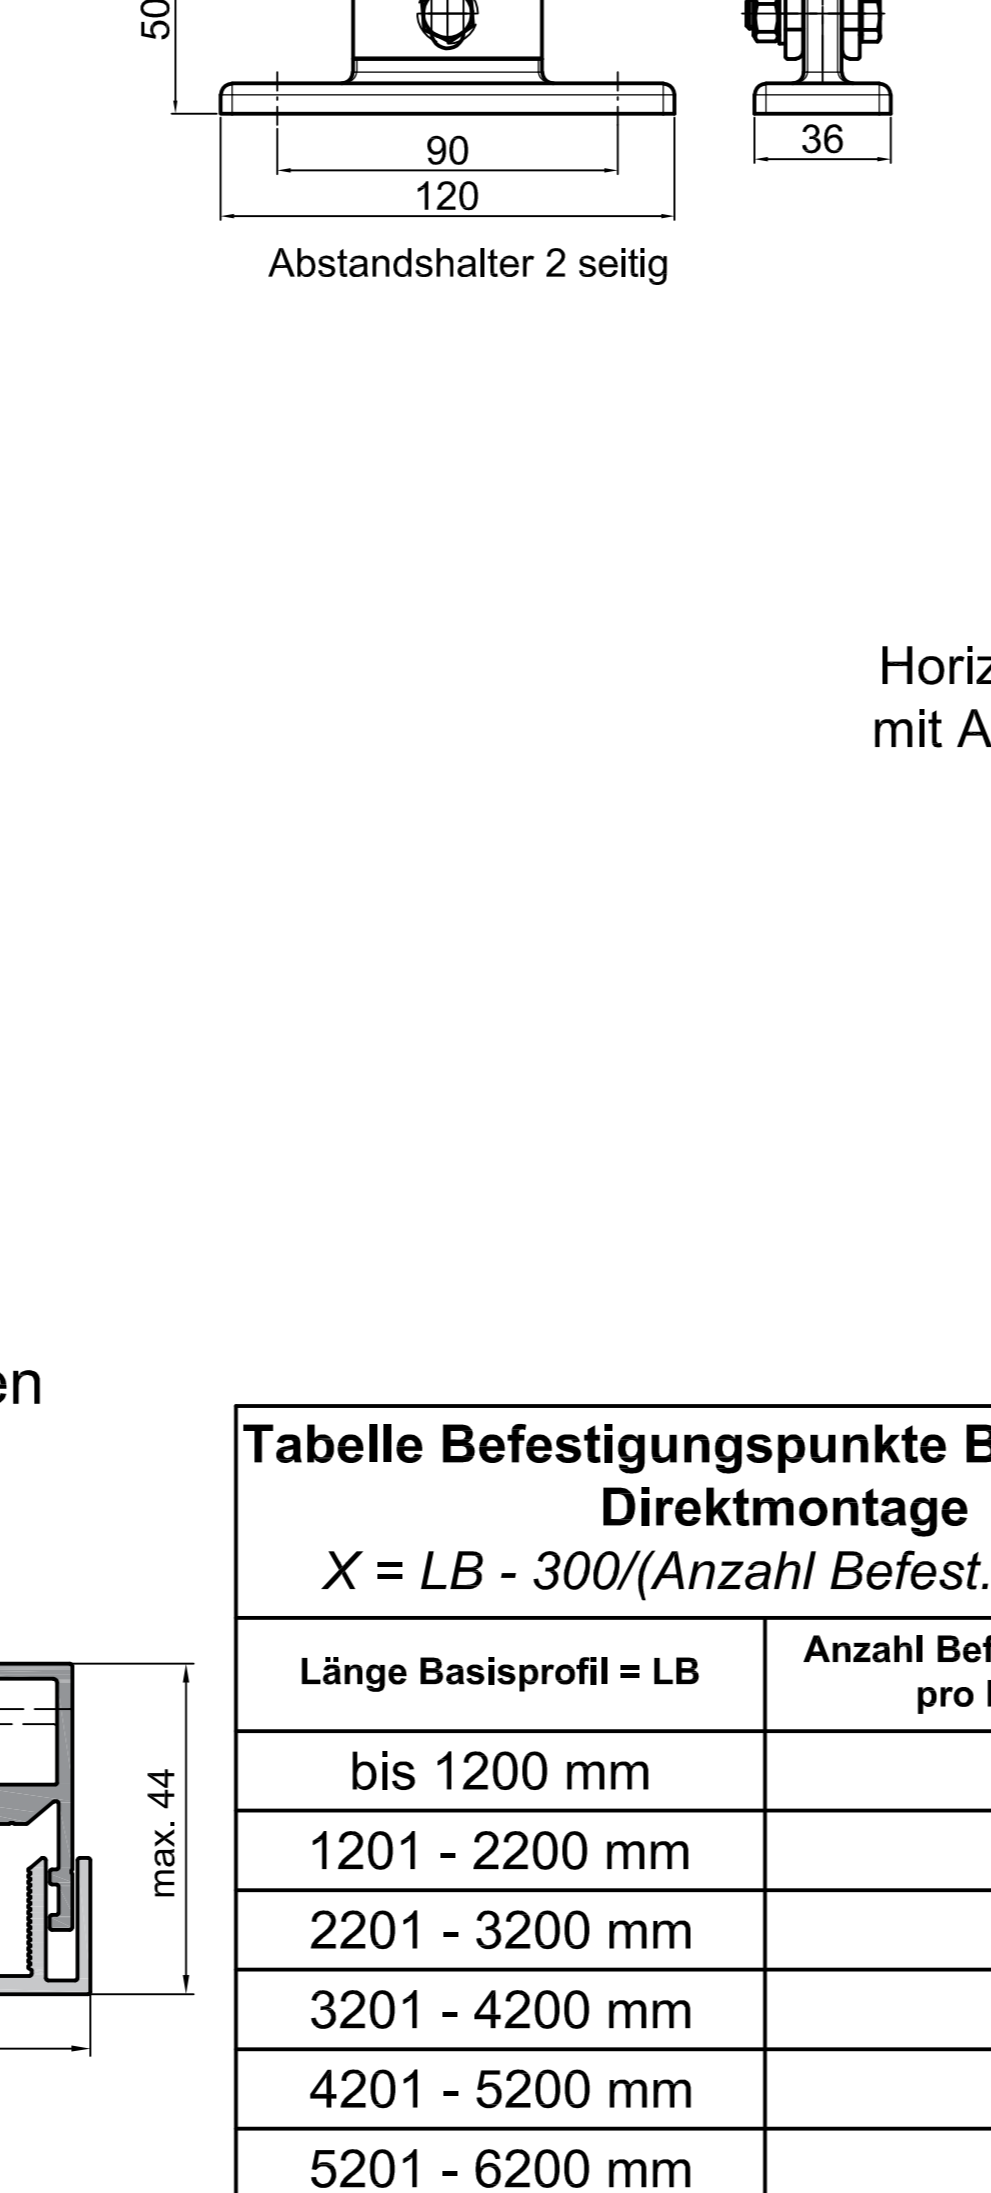 50
90
36
120
Abstandshalter 2 seitig
Horiz
mit A
en
Tabelle Befestigungspunkte B
Direktmontage
X = LB - 300/(Anzahl Befest.
Länge Basisprofil = LB
Anzahl Bef
pro
bis 1200 mm
1201 - 2200 mm
2201 - 3200 mm
3201 - 4200 mm
4201 - 5200 mm
5201 - 6200 mm
max. 44